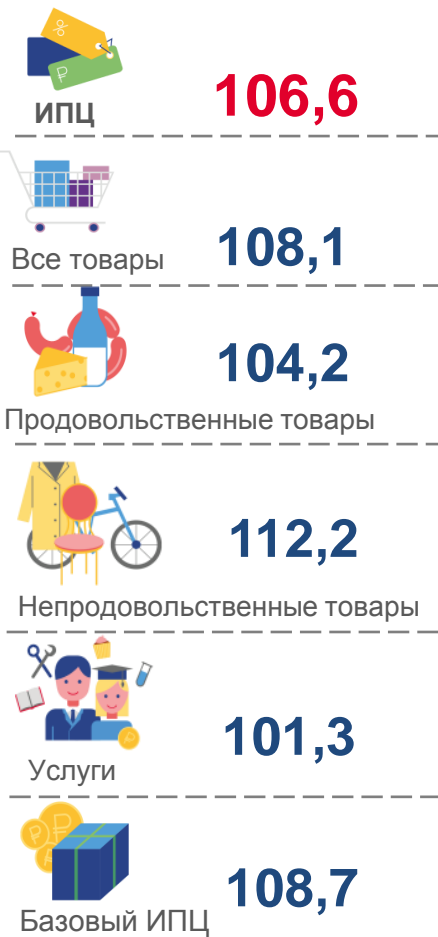 %
₽
ИПЦ
106,6
Все товары
108,1
104,2
Продовольственные товары
112,2
Непродовольственные товары
101,3
Услуги
₽
₽
₽
₽
108,7
Базовый ИПЦ